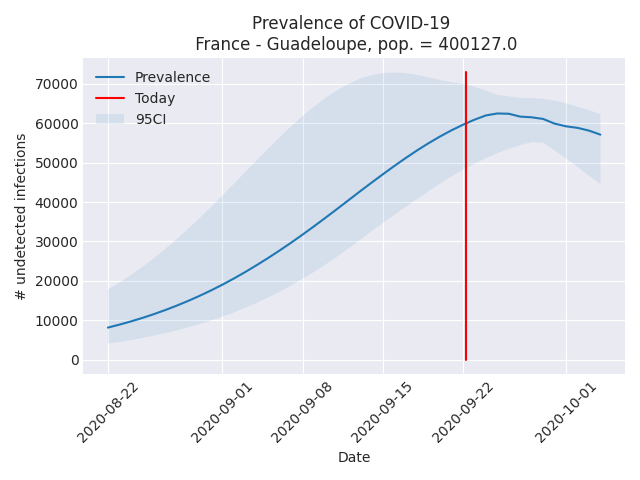 Prevalence of COVID-19
France - Guadeloupe, pop. = 400127.0
Prevalence
Today
95CI
70000
60000
50000
40000
30000
20000
10000
0
# undetected infections
2020-08-22
2020-09-01
2020-09-08
2020-09-15
2020-09-22
2020-10-01
Date